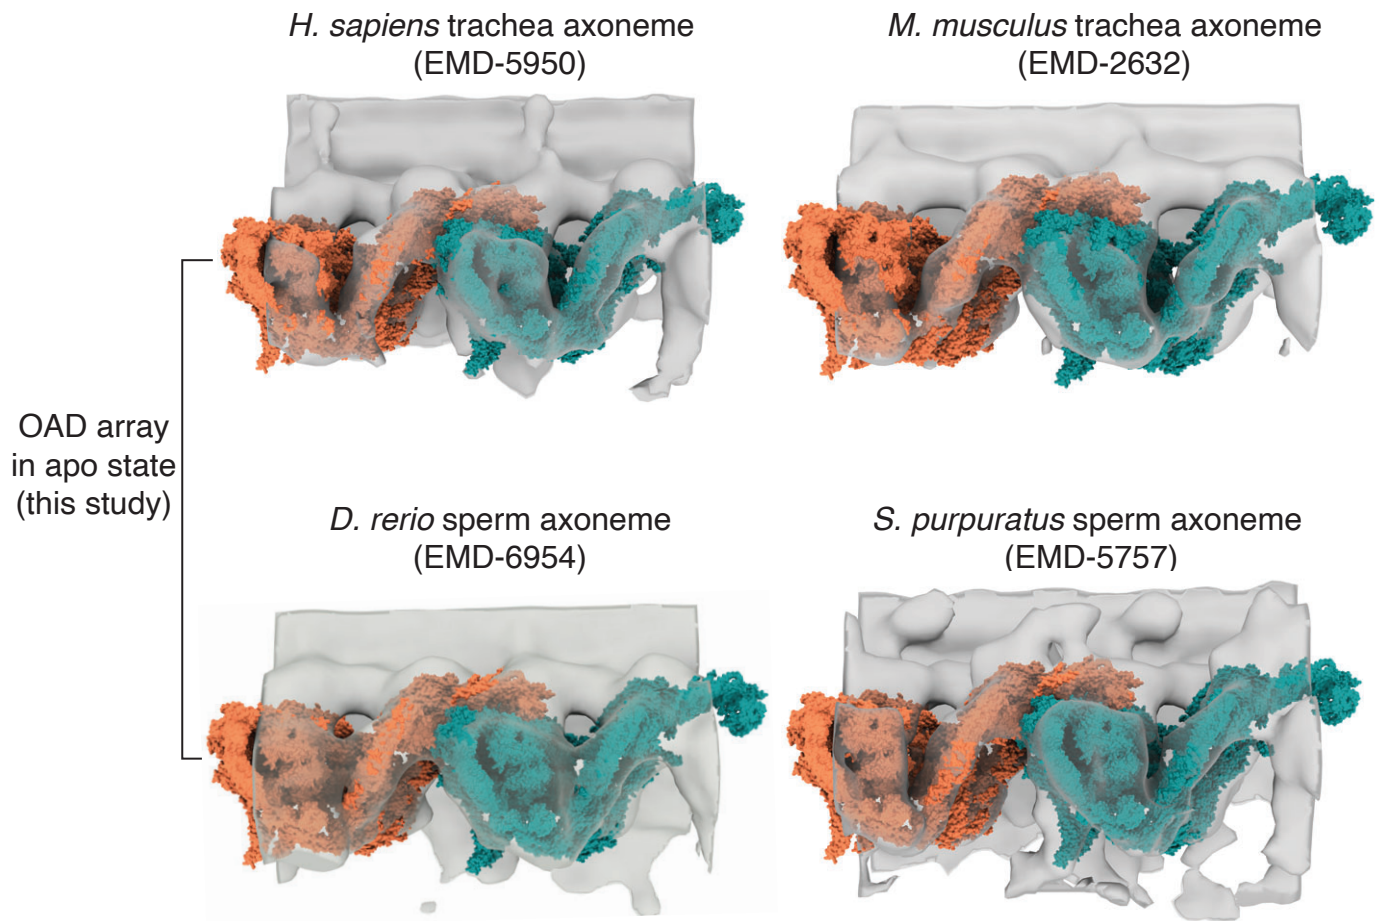 H. sapiens trachea axoneme
(EMD-5950)
M. musculus trachea axoneme
(EMD-2632)
OAD array
in apo state
(this study)
D. rerio sperm axoneme
(EMD-6954)
S. purpuratus sperm axoneme
(EMD-5757)